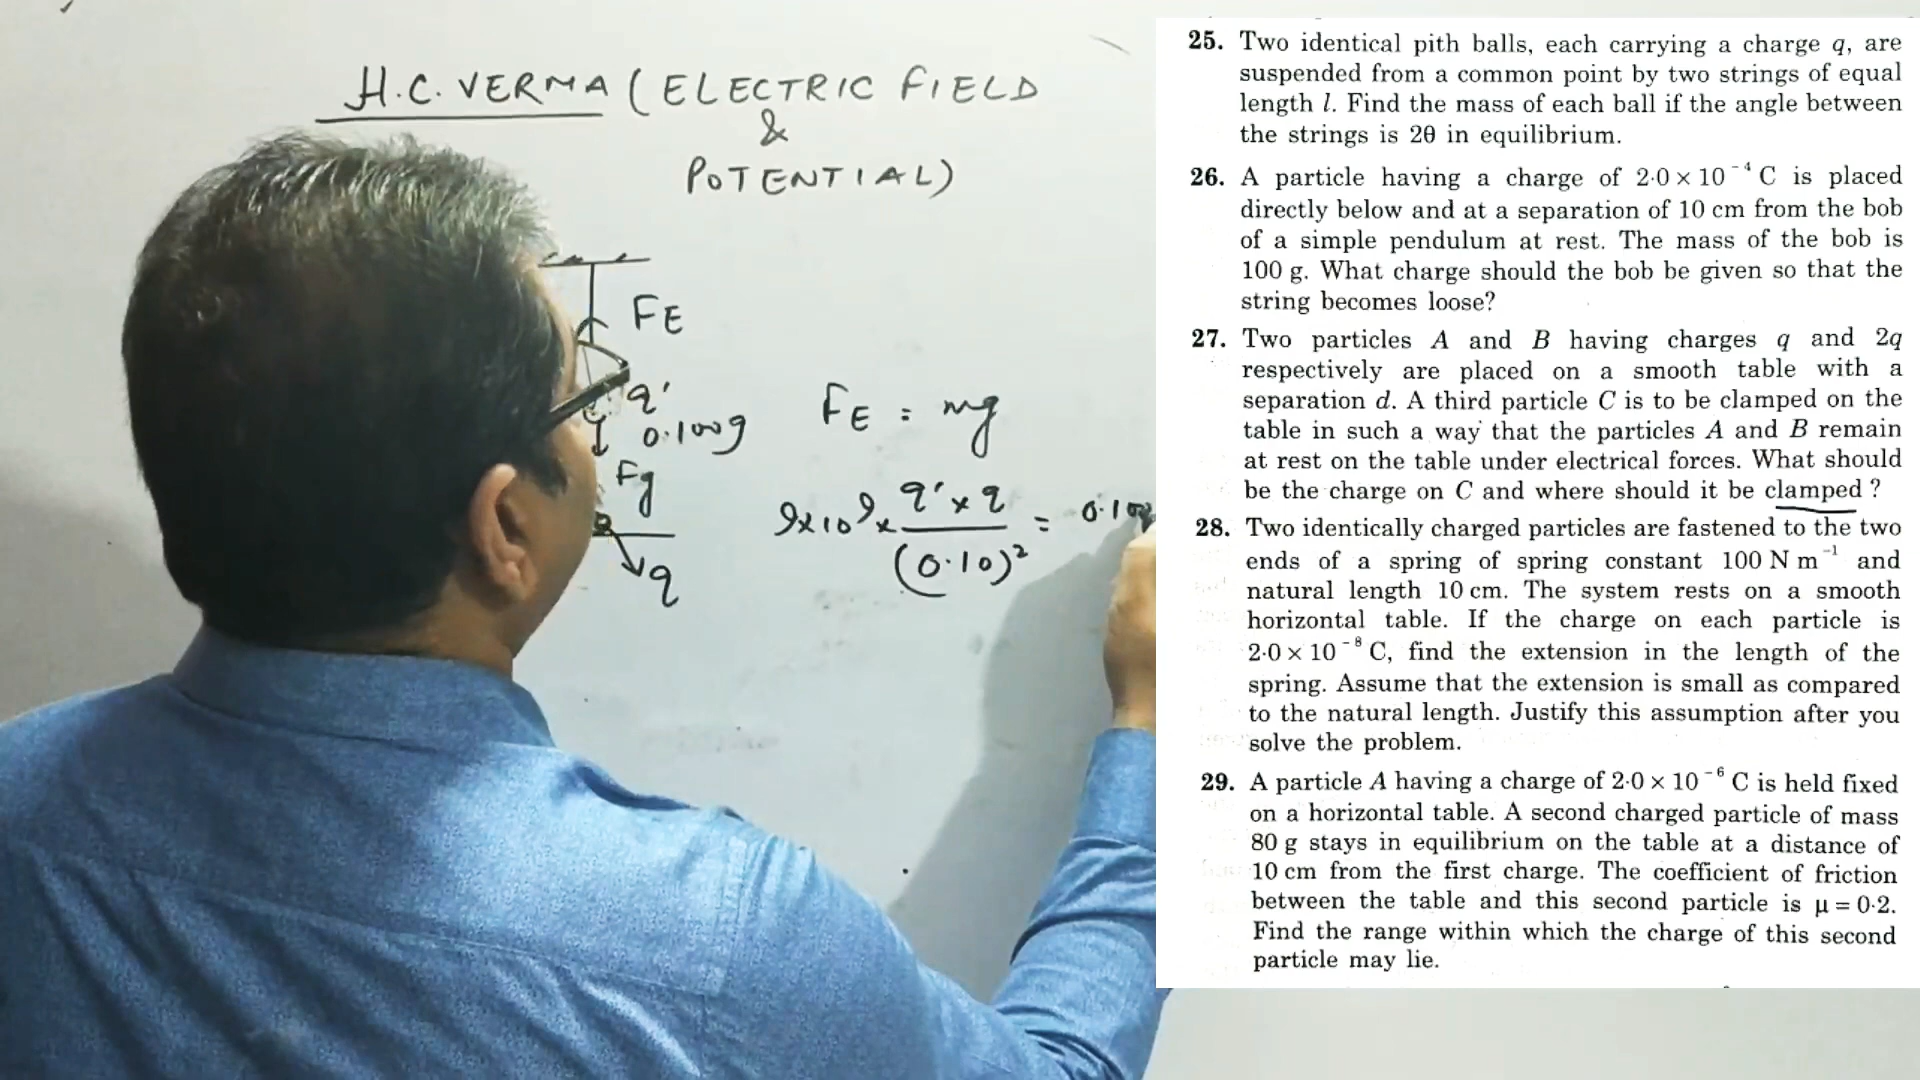 H.C. VERMA (ELECTRIC FIELD
&
POTENTIAL)
FE
q'
0.100g
Fg
q
FE = mg
9x10⁹ x q' x q / (0.10)² = 0.100
25. Two identical pith balls, each carrying a charge q, are
suspended from a common point by two strings of equal
length l. Find the mass of each ball if the angle between
the strings is 2θ in equilibrium.
26. A particle having a charge of 2·0 × 10⁻⁴ C is placed
directly below and at a separation of 10 cm from the bob
of a simple pendulum at rest. The mass of the bob is
100 g. What charge should the bob be given so that the
string becomes loose?
27. Two particles A and B having charges q and 2q
respectively are placed on a smooth table with a
separation d. A third particle C is to be clamped on the
table in such a way that the particles A and B remain
at rest on the table under electrical forces. What should
be the charge on C and where should it be clamped ?
28. Two identically charged particles are fastened to the two
ends of a spring of spring constant 100 N m⁻¹ and
natural length 10 cm. The system rests on a smooth
horizontal table. If the charge on each particle is
2·0 × 10⁻⁸ C, find the extension in the length of the
spring. Assume that the extension is small as compared
to the natural length. Justify this assumption after you
solve the problem.
29. A particle A having a charge of 2·0 × 10⁻⁶ C is held fixed
on a horizontal table. A second charged particle of mass
80 g stays in equilibrium on the table at a distance of
10 cm from the first charge. The coefficient of friction
between the table and this second particle is μ = 0·2.
Find the range within which the charge of this second
particle may lie.